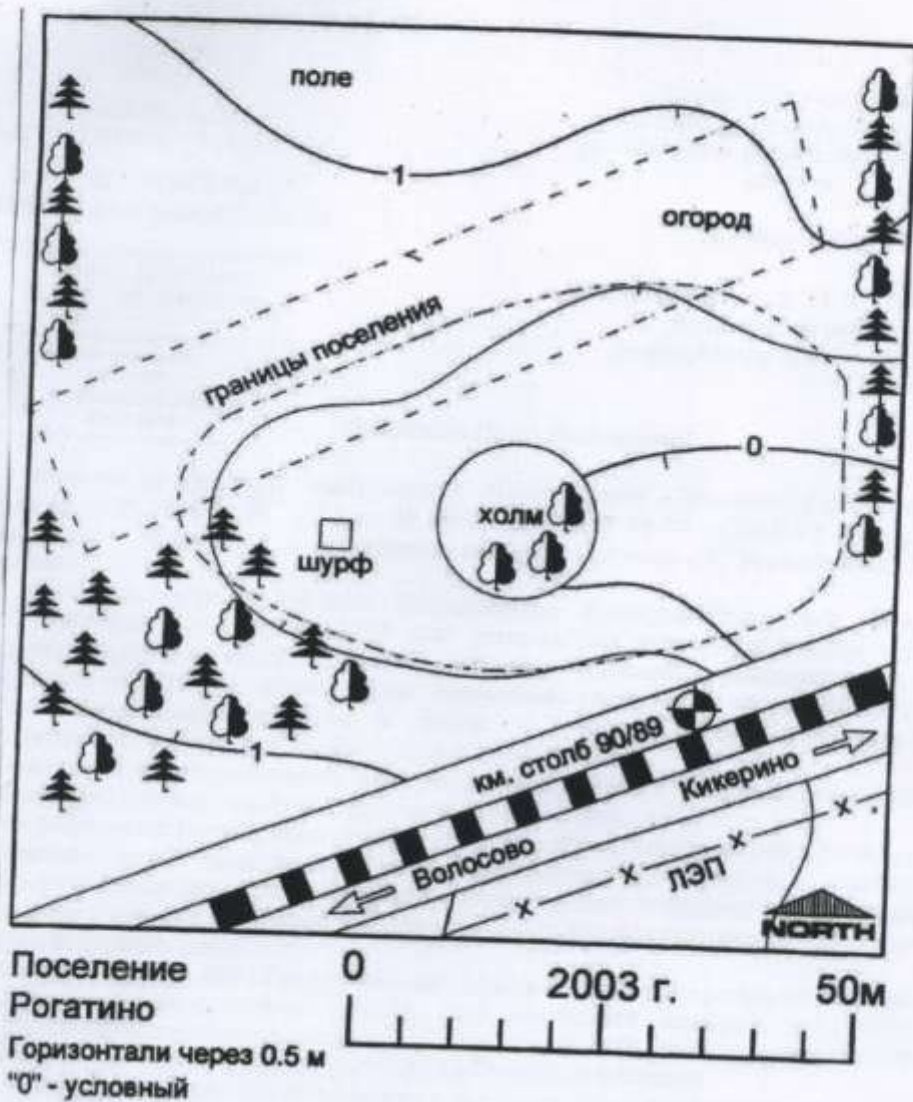 поле
1
огород
границы поселения
0
холм
шурф
1
км. столб 90/89
Кикерино
Волосово
ЛЭП
NORTH
Поселение
Рогатино
Горизонтали через 0.5 м
"0" - условный
0
2003 г.
50м